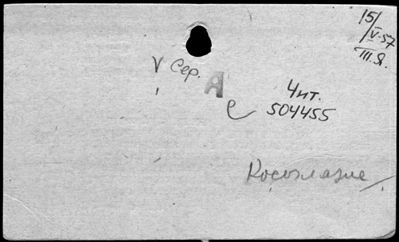 15/
V-57
III.Я.
V Сер. А
е
Чит.
504455
Косоглазие